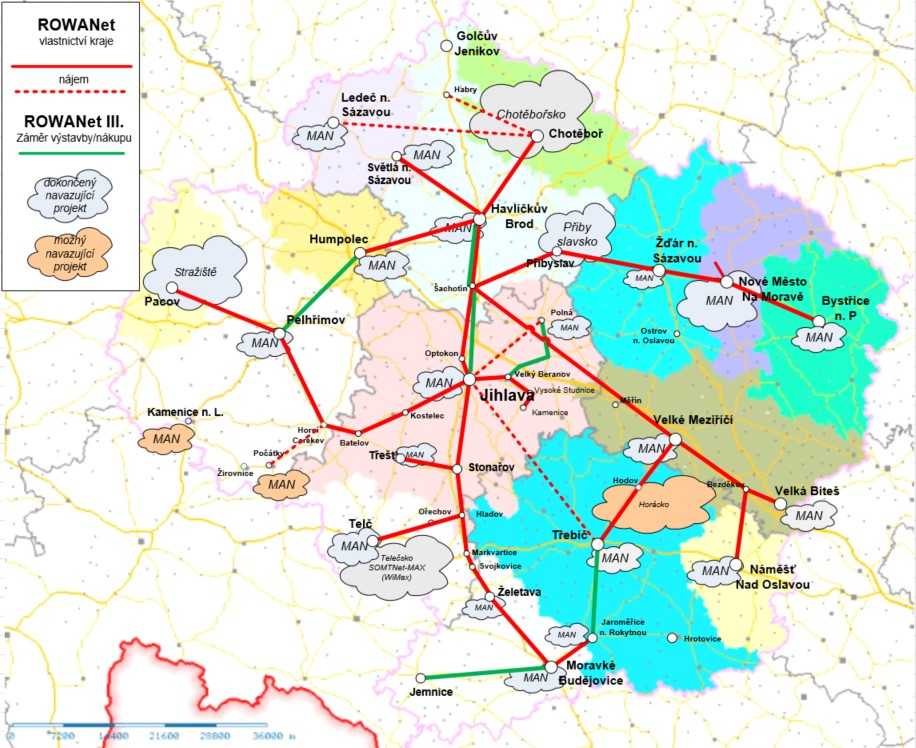 ROWANet
vlastnictví kraje
nájem
ROWANet III.
Záměr výstavby/nákupu
dokončený
navazující
projekt
možný
navazující
projekt
Golčův
Jenikov
Habry
Chotěbořsko
Chotěboř
Ledeč n.
Sázavou
MAN
Světlá n.
Sázavou
MAN
Havlíčkův
Brod
MAN
Humpolec
MAN
Přiby
slavsko
Přibyslav
Žďár n.
Sázavou
MAN
Nové Město
Na Moravě
MAN
Bystřice
n. P
MAN
Stražiště
Pacov
Pelhřimov
MAN
Šachotín
Polná
MAN
Ostrov
n. Oslavou
Optokon
MAN
Jihlava
Velký Beranov
Vysoké Studnice
Kamenice
Měřín
Velké Meziříčí
MAN
Kamenice n. L.
MAN
Kostelec
Horní
Cerekev
Batelov
Počátky
MAN
Žirovnice
Třešť
MAN
Stonařov
Hodov
Horácko
Bezděkov
Velká Bíteš
MAN
Ořechov
Hladov
Telč
MAN
Telečsko
SOMTNet-MAX
(WiMax)
Markvartice
Svojkovice
Třebíč
MAN
MAN
Náměšť
Nad Oslavou
Želetava
MAN
Jaroměřice
n. Rokytnou
MAN
Hrotovice
Jemnice
Moravké
Budějovice
MAN
0 7200 14400 21600 28800 36000 m